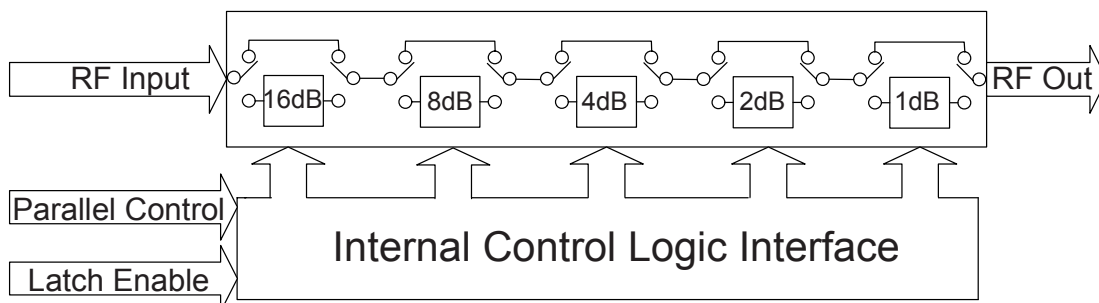 RF Input
16dB
8dB
4dB
2dB
1dB
RF Out
Parallel Control
Internal Control Logic Interface
Latch Enable